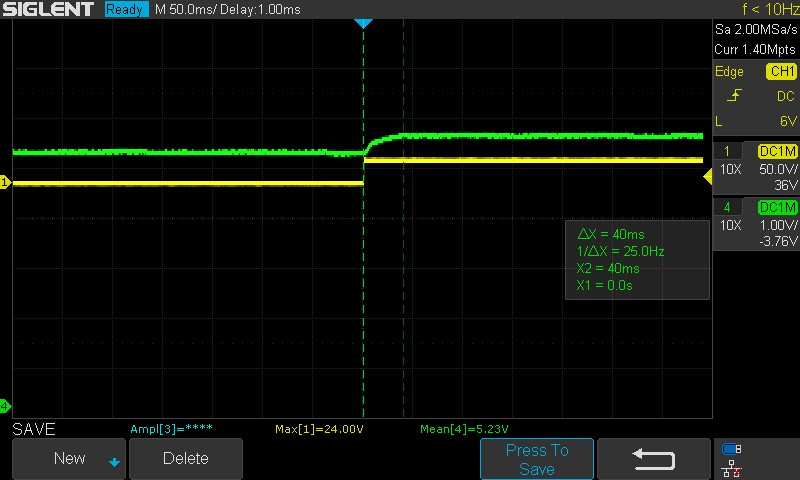 SIGLENT Ready M 50.0ms/ Delay:1.00ms f < 10Hz
Sa 2.00MSa/s
Curr 1.40Mpts
Edge CH1
DC
L 6V
1 DC1M
10X 50.0V/
36V
4 DC1M
10X 1.00V/
-3.76V
1
△X = 40ms
1/△X = 25.0Hz
X2 = 40ms
X1 = 0.0s
4
SAVE Ampl[3]=**** Max[1]=24.00V Mean[4]=5.23V
New Delete Press To
Save